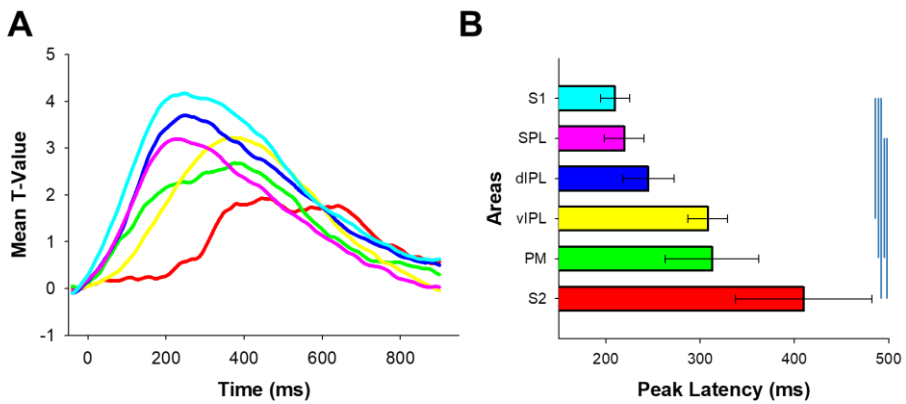 A
5
4
3
2
1
0
-1
0 200 400 600 800
Mean T-Value
Time (ms)
B
S1
SPL
dIPL
vIPL
PM
S2
Areas
200 300 400 500
Peak Latency (ms)